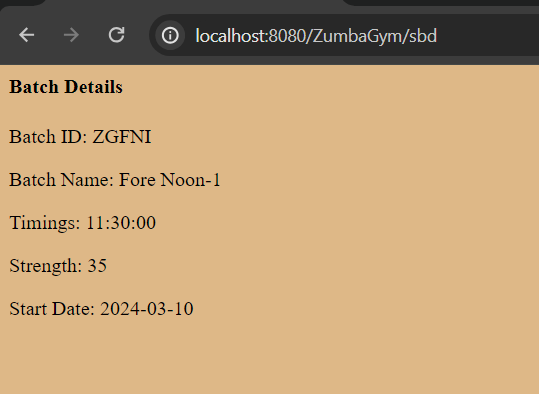 localhost:8080/ZumbaGym/sbd
Batch Details
Batch ID: ZGFNI
Batch Name: Fore Noon-1
Timings: 11:30:00
Strength: 35
Start Date: 2024-03-10